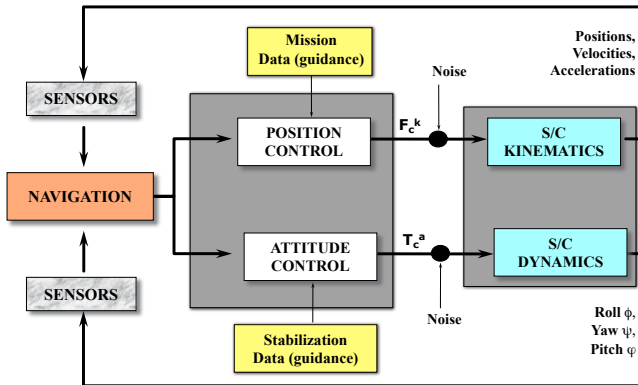 Mission
Data (guidance)
Positions,
Velocities,
Accelerations
Noise
SENSORS
POSITION
CONTROL
F_c^k
S/C
KINEMATICS
NAVIGATION
ATTITUDE
CONTROL
T_c^a
S/C
DYNAMICS
SENSORS
Noise
Stabilization
Data (guidance)
Roll ϕ,
Yaw ψ,
Pitch φ